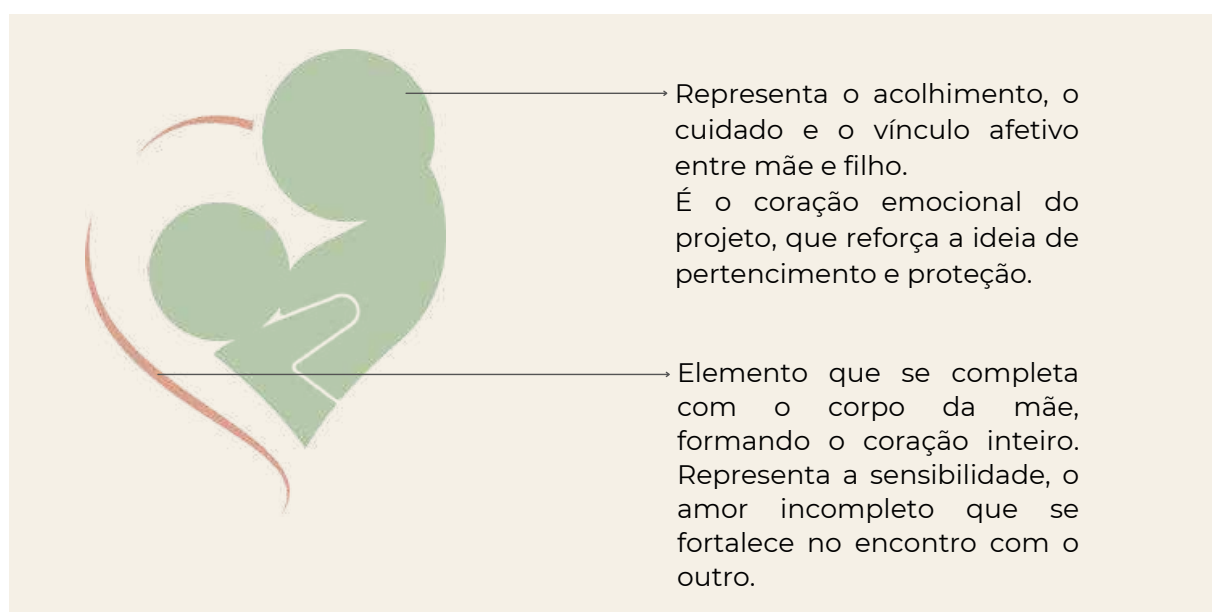 Representa o acolhimento, o
cuidado e o vínculo afetivo
entre mãe e filho.
É o coração emocional do
projeto, que reforça a ideia de
pertencimento e proteção.
Elemento que se completa
com o corpo da mãe,
formando o coração inteiro.
Representa a sensibilidade, o
amor incompleto que se
fortalece no encontro com o
outro.